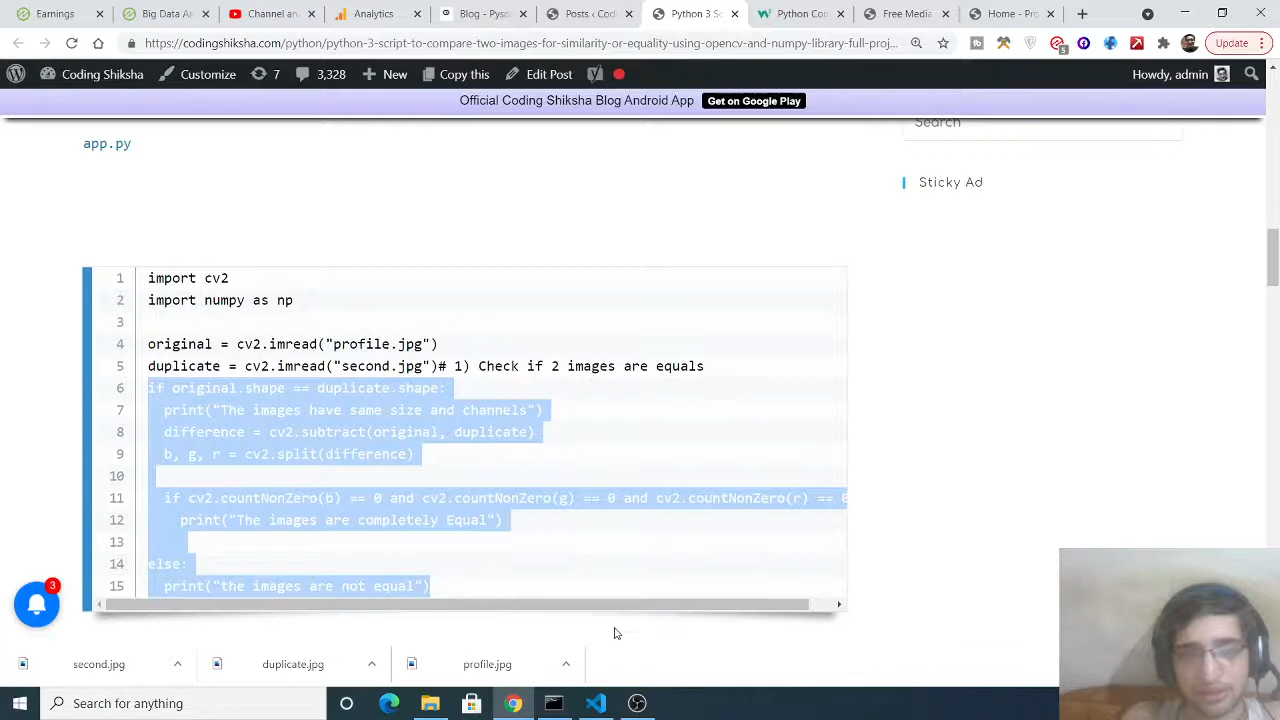 Earnings
Big Data Ar
Channel an
Analytics
Blog - Pyso
Posts ‹ Cod
Python 3 Sc
Python Con
Free Media
Home - Pro
https://codingshiksha.com/python/python-3-script-to-compare-two-images-for-similarity-or-equality-using-opencv-and-numpy-library-full-proj...
5
Update
Coding Shiksha
Customize
7
328
New
Copy this
Edit Post
Howdy, admin
Official Coding Shiksha Blog Android App
Get on Google Play
Search
app.py
Sticky Ad
1 import cv2
2 import numpy as np
3
4 original = cv2.imread("profile.jpg")
5 duplicate = cv2.imread("second.jpg")# 1) Check if 2 images are equals
6 if original.shape == duplicate.shape:
7 print("The images have same size and channels")
8 difference = cv2.subtract(original, duplicate)
9 b, g, r = cv2.split(difference)
10
11 if cv2.countNonZero(b) == 0 and cv2.countNonZero(g) == 0 and cv2.countNonZero(r) == 0
12 print("The images are completely Equal")
13
14 else:
15 print("the images are not equal")
3
second.jpg
duplicate.jpg
profile.jpg
Search for anything